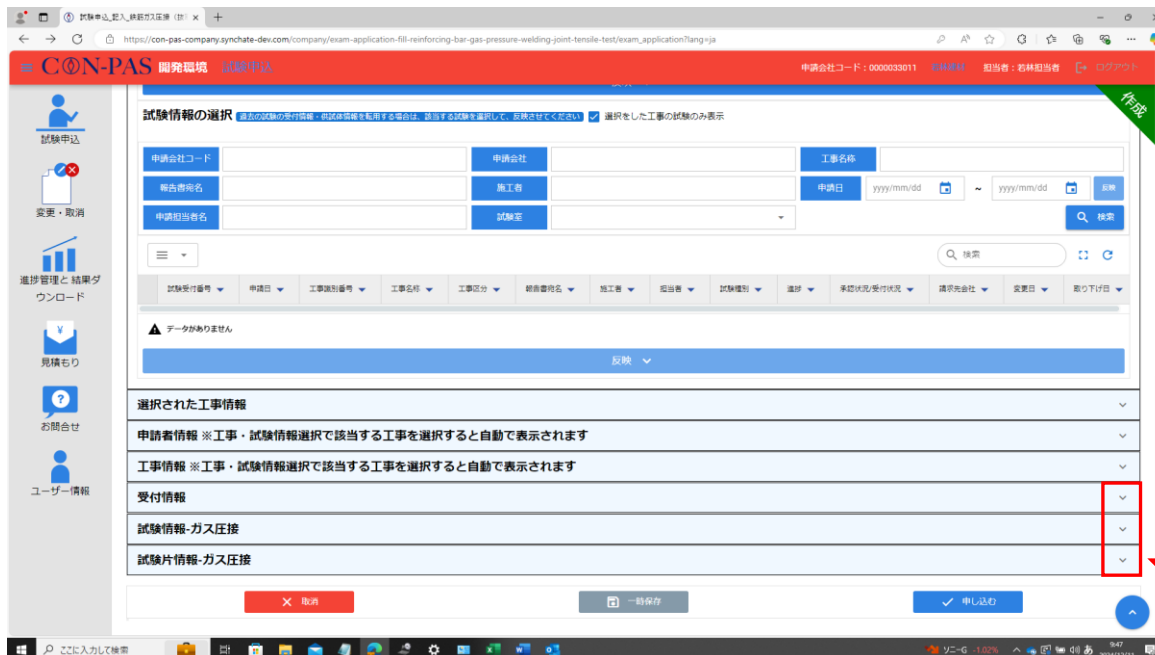 試験申込_記入_鉄筋ガス圧接（技
https://con-pas-company.synchate-dev.com/company/exam-application-fill-reinforcing-bar-gas-pressure-welding-joint-tensile-test/exam_application?lang=ja
CON-PAS 開発環境 試験申込 申請会社コード：0000033011 担当者：若林担当者 ログアウト
作成
試験情報の選択 過去の試験の受付情報・供試体情報を転用する場合は、該当する試験を選択して、反映させてください 選択をした工事の試験のみ表示
申請会社コード 申請会社 工事名称
報告書宛名 施工者 申請日 yyyy/mm/dd ~ yyyy/mm/dd 反映
申請担当者名 試験室 検索
検索
試験受付番号 申請日 工事識別番号 工事名称 工事区分 報告書宛名 施工者 担当者 試験種別 進捗 承認状況/受付状況 請求先会社 変更日 取り下げ日
データがありません
反映
選択された工事情報
申請者情報 ※工事・試験情報選択で該当する工事を選択すると自動で表示されます
工事情報 ※工事・試験情報選択で該当する工事を選択すると自動で表示されます
受付情報
試験情報-ガス圧接
試験片情報-ガス圧接
取消 一時保存 申し込む
試験申込
変更・取消
進捗管理と 結果ダ
ウンロード
¥
見積もり
?
お問合せ
ユーザー情報
ここに入力して検索
ソニーG -1.02%
あ
9:47